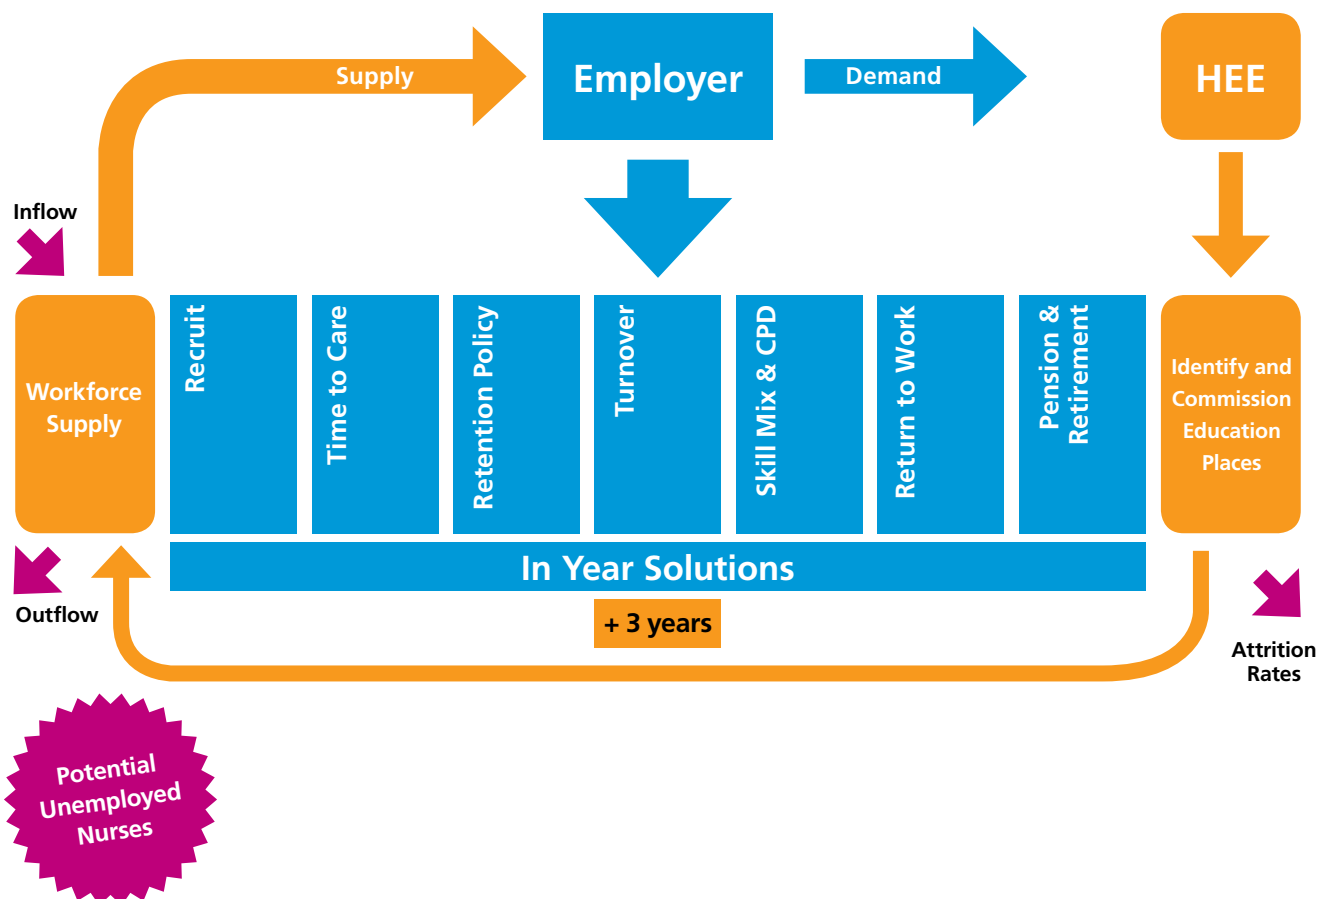 Supply
Employer
Demand
HEE
Inflow
Workforce
Supply
Recruit
Time to Care
Retention Policy
Turnover
Skill Mix & CPD
Return to Work
Pension &
Retirement
Identify and
Commission
Education
Places
In Year Solutions
Outflow
+ 3 years
Attrition
Rates
Potential
Unemployed
Nurses